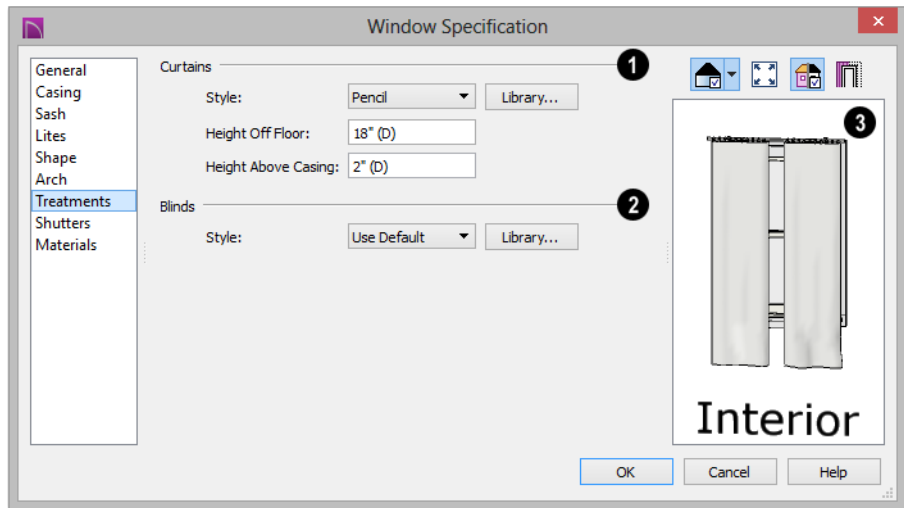 Window Specification
General
Casing
Sash
Lites
Shape
Arch
Treatments
Shutters
Materials
Curtains 1
Style: Pencil Library...
Height Off Floor: 18" (D)
Height Above Casing: 2" (D)
Blinds 2
Style: Use Default Library...
3
Interior
OK Cancel Help